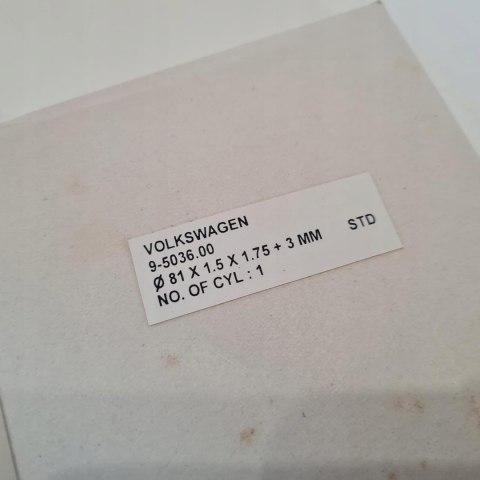 VOLKSWAGEN
9-5036.00
Ø 81 X 1.5 X 1.75 + 3 MM STD
NO. OF CYL : 1